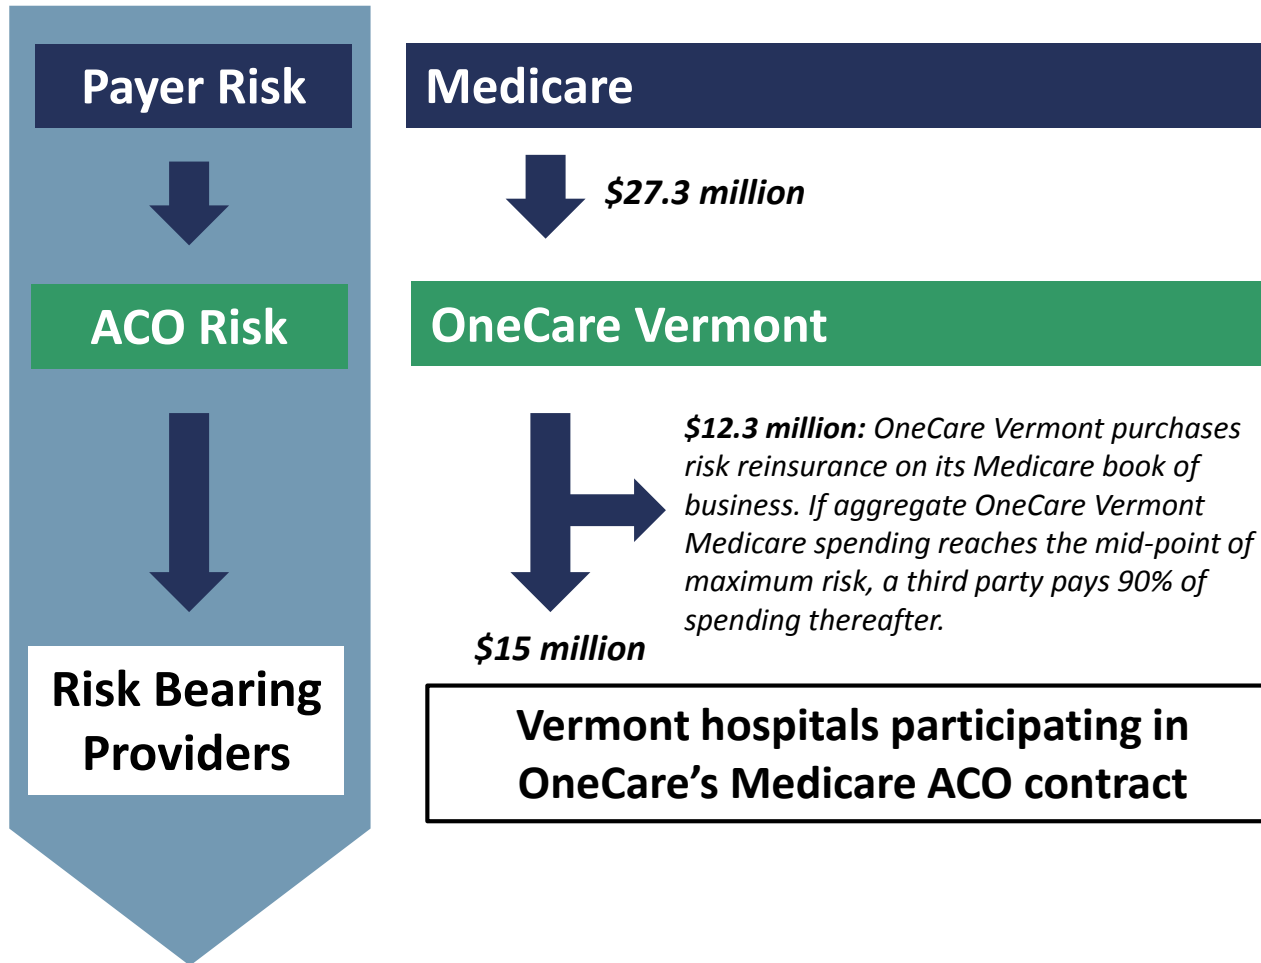 Payer Risk
Medicare
$27.3 million
ACO Risk
OneCare Vermont
$12.3 million: OneCare Vermont purchases
risk reinsurance on its Medicare book of
business. If aggregate OneCare Vermont
Medicare spending reaches the mid-point of
maximum risk, a third party pays 90% of
spending thereafter.
$15 million
Risk Bearing
Providers
Vermont hospitals participating in
OneCare’s Medicare ACO contract